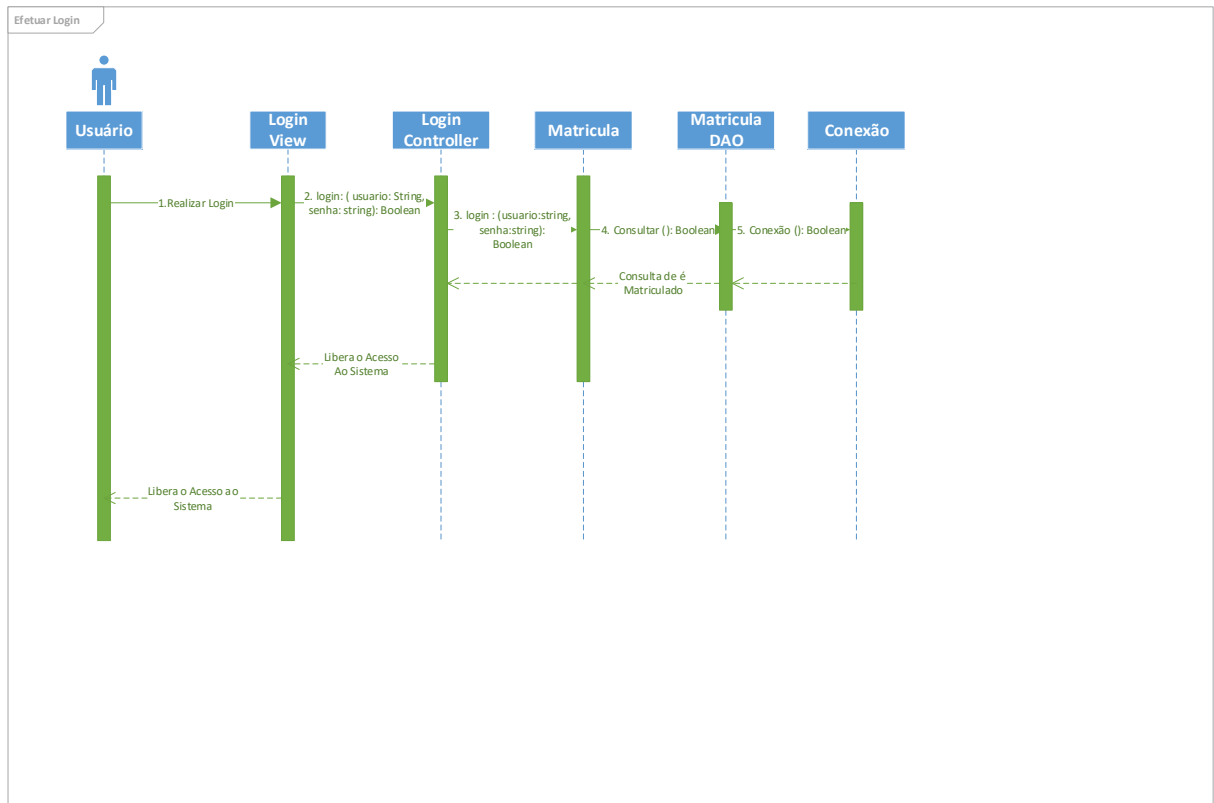 Efetuar Login
Usuário
Login
View
Login
Controller
Matricula
Matricula
DAO
Conexão
1.Realizar Login
2. login: ( usuario: String,
senha: string): Boolean
3. login : (usuario:string,
senha:string):
Boolean
4. Consultar (): Boolean
5. Conexão (): Boolean
Consulta de é
Matriculado
Libera o Acesso
Ao Sistema
Libera o Acesso ao
Sistema